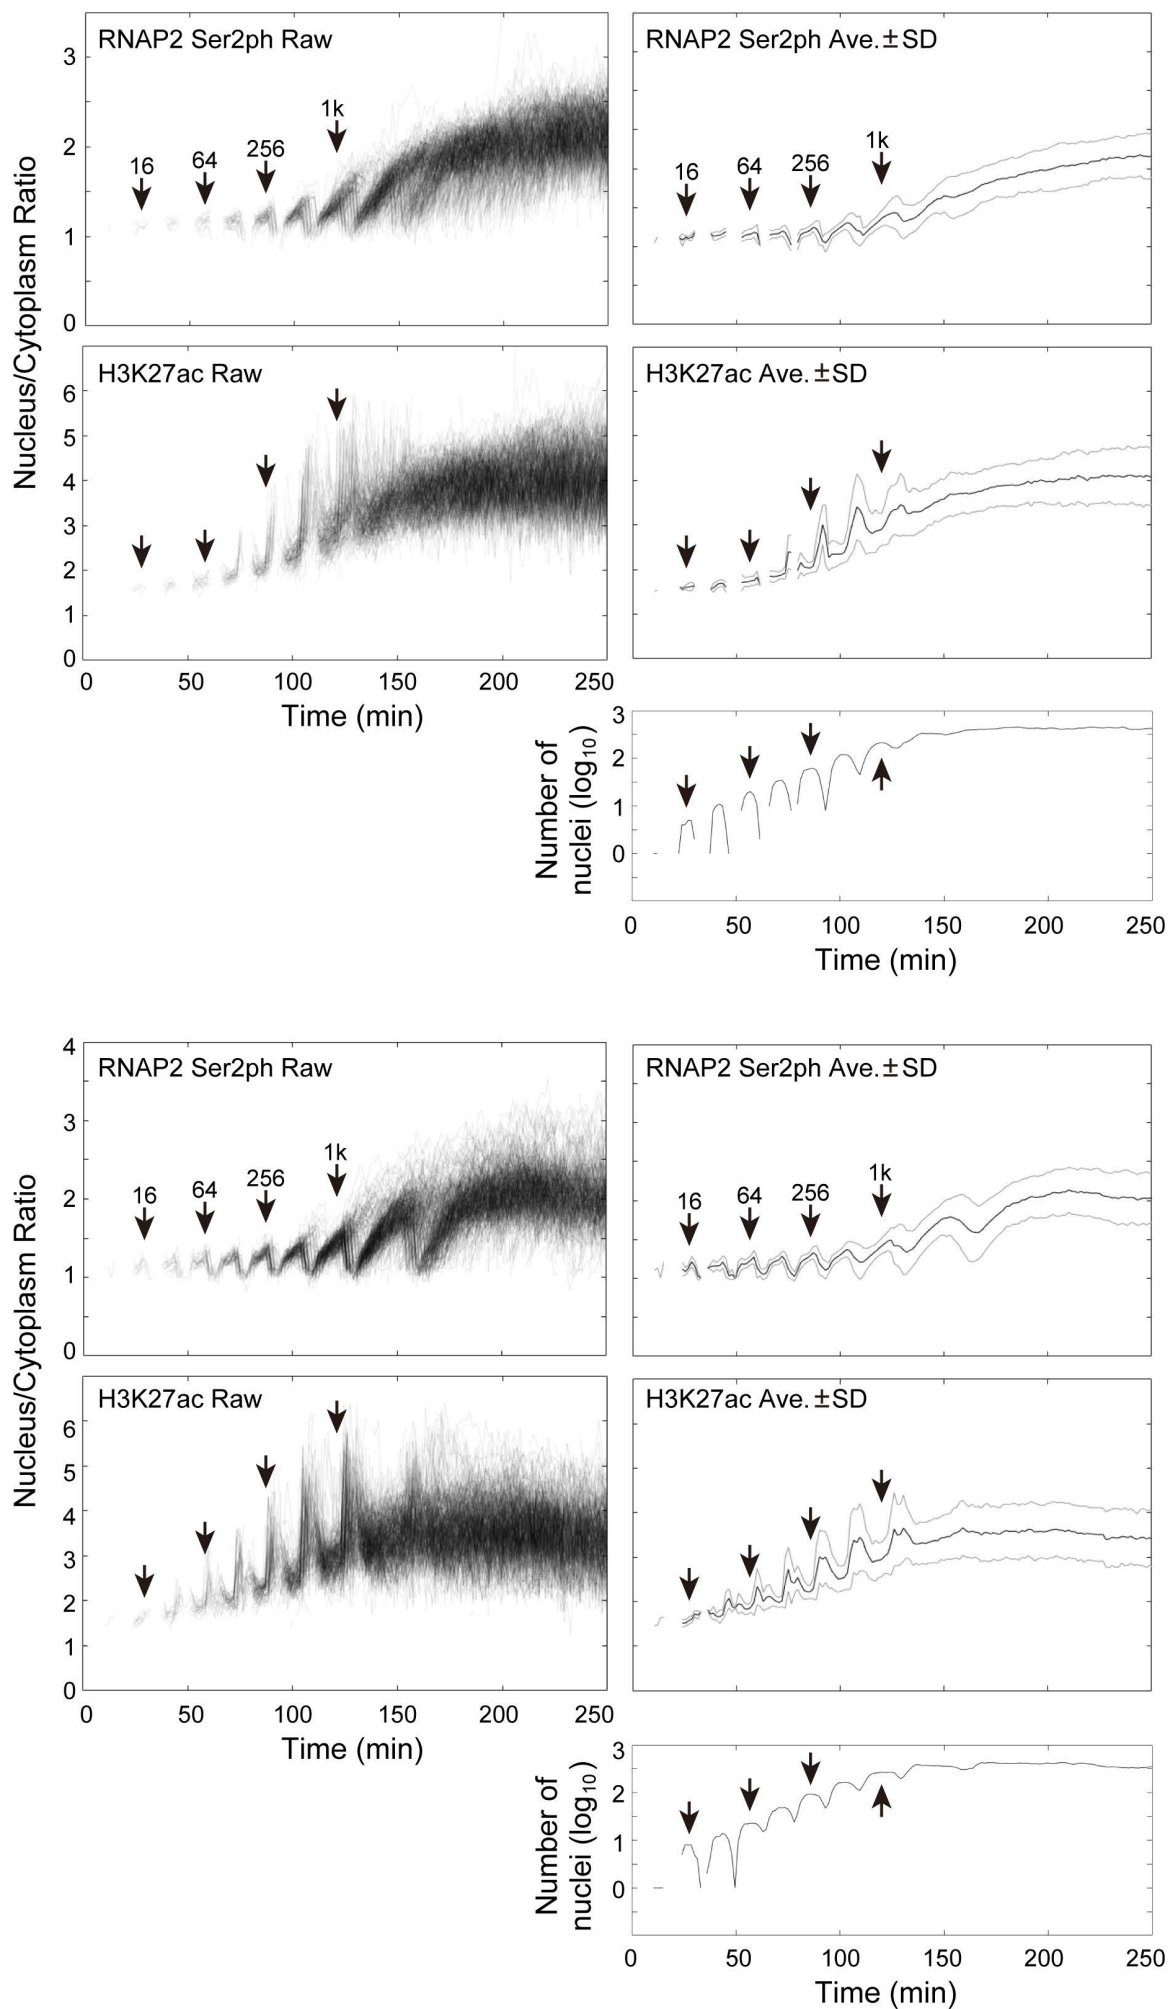 RNAP2 Ser2ph Raw
3
2
1
0
16
64
256
1k
RNAP2 Ser2ph Ave.±SD
16
64
256
1k
Nucleus/Cytoplasm Ratio
H3K27ac Raw
6
5
4
3
2
1
0
0 50 100 150 200 250
Time (min)
H3K27ac Ave.±SD
Number of
nuclei (log10)
3
2
1
0
0 50 100 150 200 250
Time (min)
RNAP2 Ser2ph Raw
4
3
2
1
0
16
64
256
1k
RNAP2 Ser2ph Ave.±SD
16
64
256
1k
Nucleus/Cytoplasm Ratio
H3K27ac Raw
6
5
4
3
2
1
0
0 50 100 150 200 250
Time (min)
H3K27ac Ave.±SD
Number of
nuclei (log10)
3
2
1
0
0 50 100 150 200 250
Time (min)